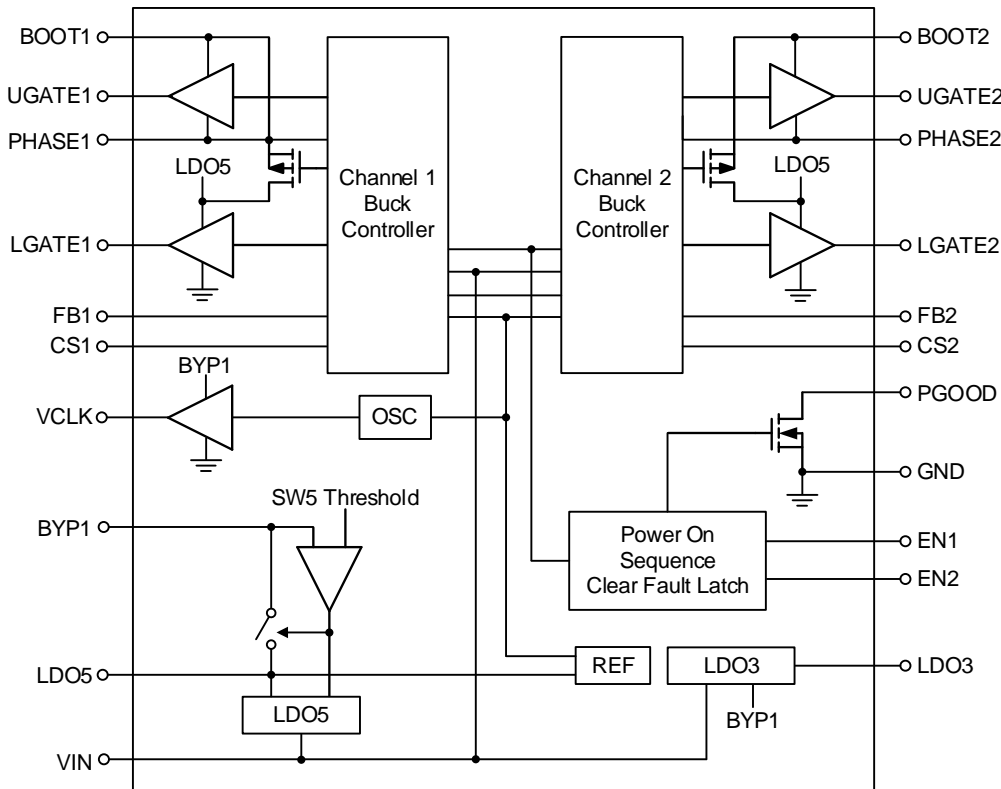 BOOT1
BOOT2
UGATE1
UGATE2
PHASE1
PHASE2
LDO5
LDO5
Channel 1
Buck
Controller
Channel 2
Buck
Controller
LGATE1
LGATE2
FB1
FB2
CS1
CS2
BYP1
PGOOD
VCLK
OSC
GND
SW5 Threshold
BYP1
Power On
Sequence
Clear Fault Latch
EN1
EN2
LDO5
REF
LDO3
LDO3
LDO5
BYP1
VIN